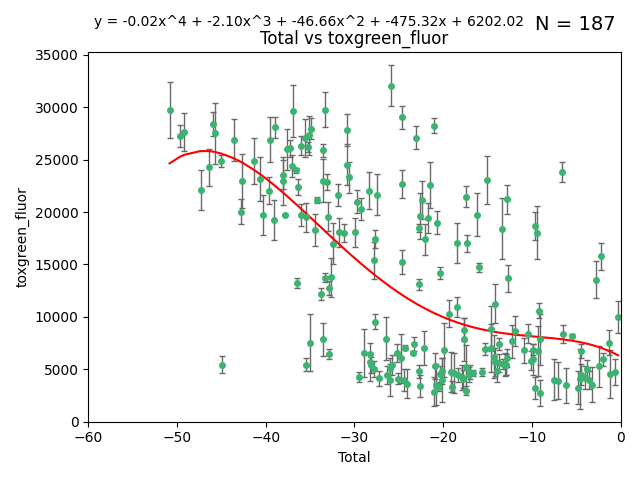 y = -0.02x^4 + -2.10x^3 + -46.66x^2 + -475.32x + 6202.02 N = 187
Total vs toxgreen_fluor
35000
30000
25000
20000
15000
10000
5000
0
toxgreen_fluor
−60 −50 −40 −30 −20 −10 0
Total